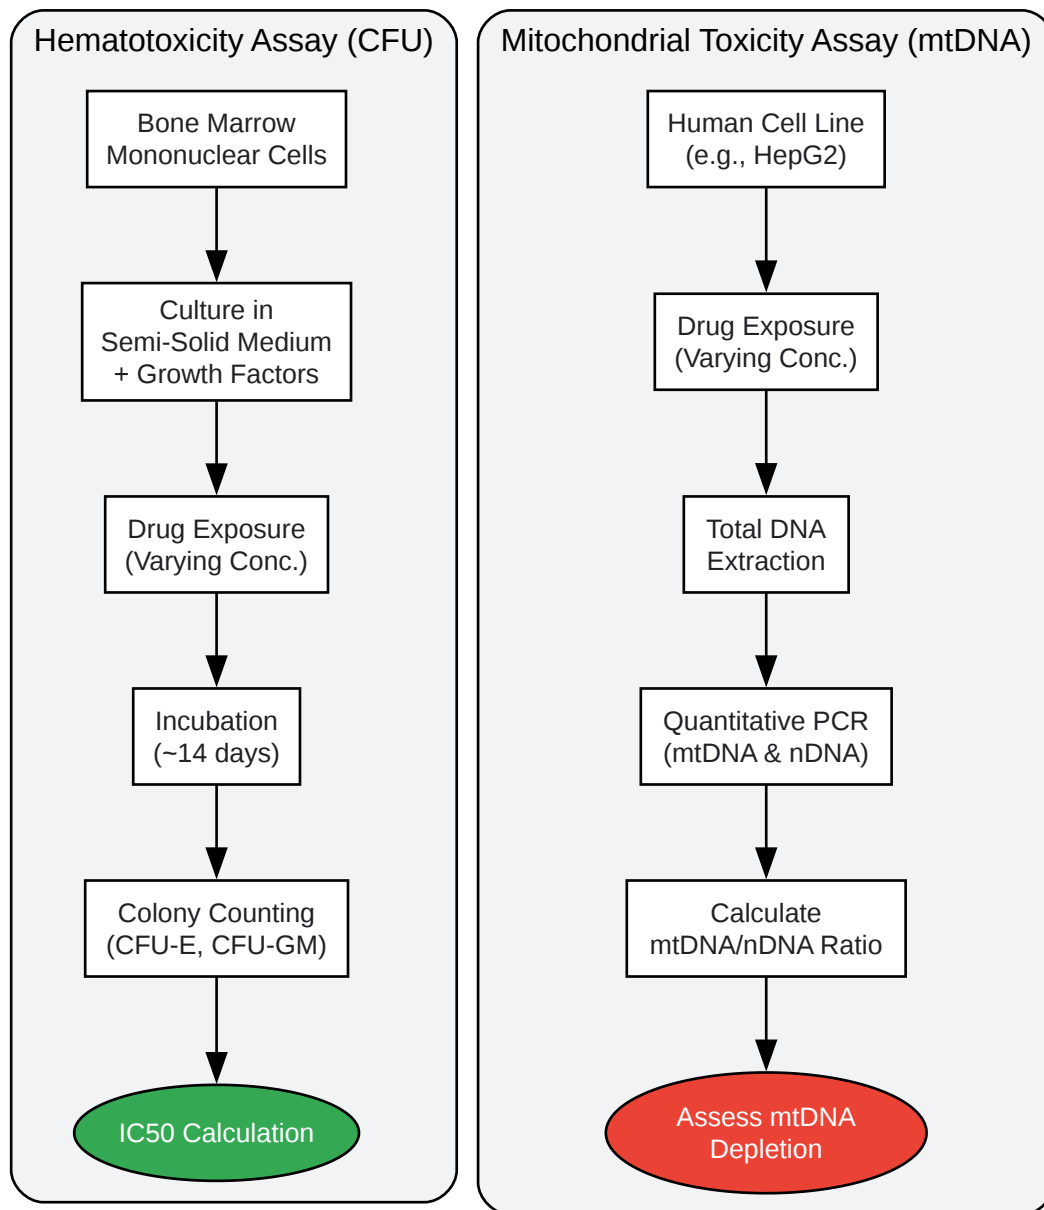 Hematotoxicity Assay (CFU)
Bone Marrow
Mononuclear Cells
Culture in
Semi-Solid Medium
+ Growth Factors
Drug Exposure
(Varying Conc.)
Incubation
(~14 days)
Colony Counting
(CFU-E, CFU-GM)
IC50 Calculation
Mitochondrial Toxicity Assay (mtDNA)
Human Cell Line
(e.g., HepG2)
Drug Exposure
(Varying Conc.)
Total DNA
Extraction
Quantitative PCR
(mtDNA & nDNA)
Calculate
mtDNA/nDNA Ratio
Assess mtDNA
Depletion